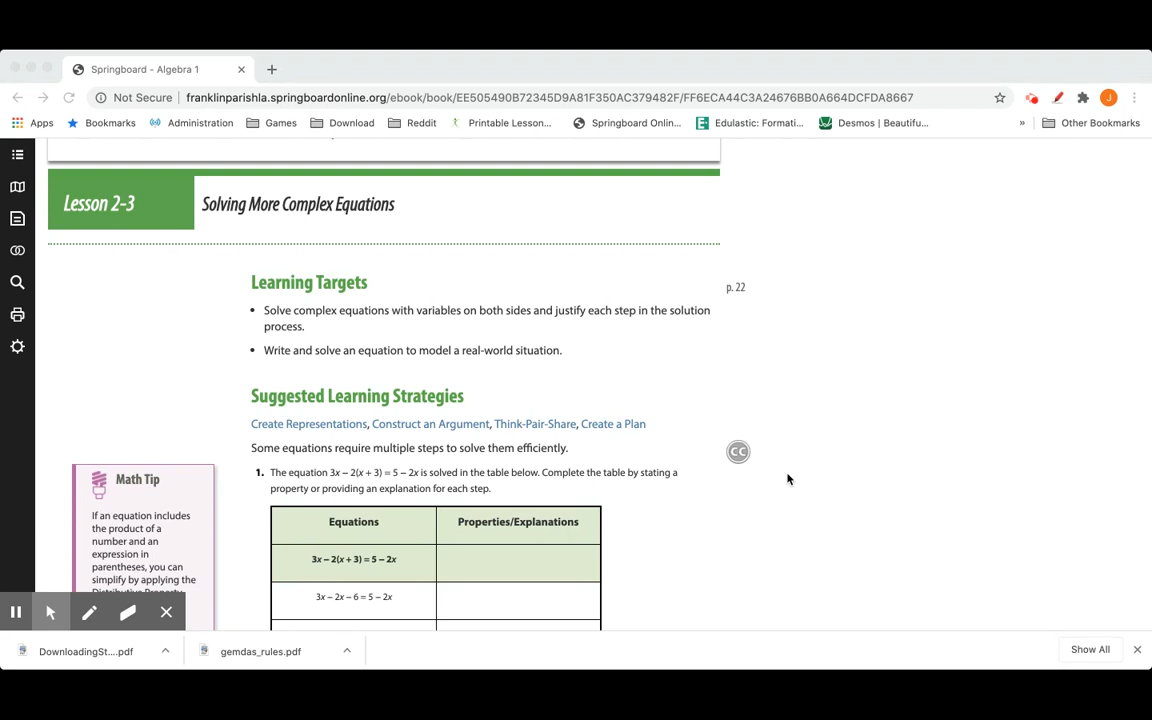 Springboard - Algebra 1
Not Secure | franklinparishla.springboardonline.org/ebook/book/EE505490B72345D9A81F350AC379482F/FF6ECA44C3A24676BB0A664DCFDA8667
Apps Bookmarks Administration Games Download Reddit Printable Lesson... Springboard Onlin... Edulastic: Formati... Desmos | Beautifu... » Other Bookmarks
Lesson 2-3 Solving More Complex Equations
Learning Targets
p. 22
• Solve complex equations with variables on both sides and justify each step in the solution
process.
• Write and solve an equation to model a real-world situation.
Suggested Learning Strategies
Create Representations, Construct an Argument, Think-Pair-Share, Create a Plan
Some equations require multiple steps to solve them efficiently.
CC
1. The equation 3x − 2(x + 3) = 5 − 2x is solved in the table below. Complete the table by stating a
property or providing an explanation for each step.
Math Tip
If an equation includes
the product of a
number and an
expression in
parentheses, you can
simplify by applying the
Distributive Property
Equations Properties/Explanations
3x − 2(x + 3) = 5 − 2x
3x − 2x − 6 = 5 − 2x
DownloadingSt....pdf gemdas_rules.pdf Show All